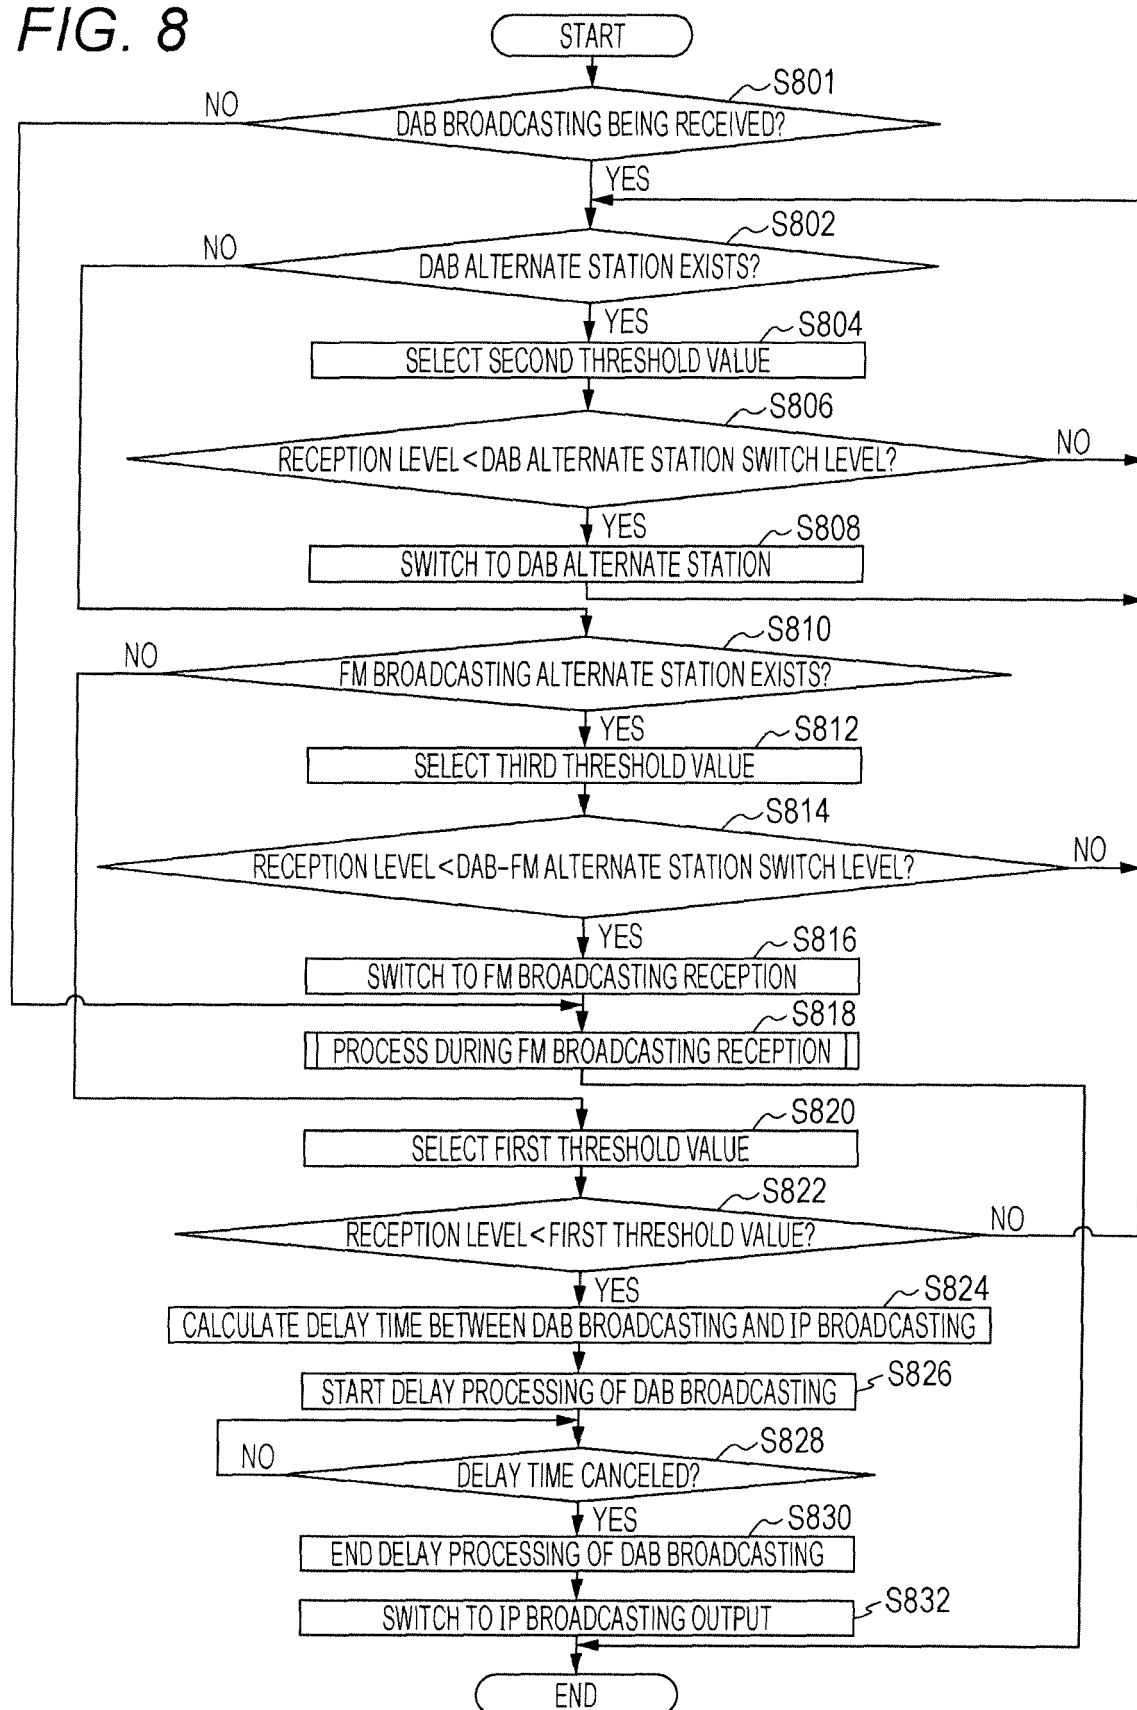 FIG. 8
START
S801
NO
DAB BROADCASTING BEING RECEIVED?
YES
S802
NO
DAB ALTERNATE STATION EXISTS?
YES
S804
SELECT SECOND THRESHOLD VALUE
S806
RECEPTION LEVEL < DAB ALTERNATE STATION SWITCH LEVEL?
NO
YES
S808
SWITCH TO DAB ALTERNATE STATION
S810
NO
FM BROADCASTING ALTERNATE STATION EXISTS?
YES
S812
SELECT THIRD THRESHOLD VALUE
S814
RECEPTION LEVEL < DAB-FM ALTERNATE STATION SWITCH LEVEL?
NO
YES
S816
SWITCH TO FM BROADCASTING RECEPTION
S818
PROCESS DURING FM BROADCASTING RECEPTION
S820
SELECT FIRST THRESHOLD VALUE
S822
RECEPTION LEVEL < FIRST THRESHOLD VALUE?
NO
YES
S824
CALCULATE DELAY TIME BETWEEN DAB BROADCASTING AND IP BROADCASTING
S826
START DELAY PROCESSING OF DAB BROADCASTING
S828
NO
DELAY TIME CANCELED?
YES
S830
END DELAY PROCESSING OF DAB BROADCASTING
S832
SWITCH TO IP BROADCASTING OUTPUT
END